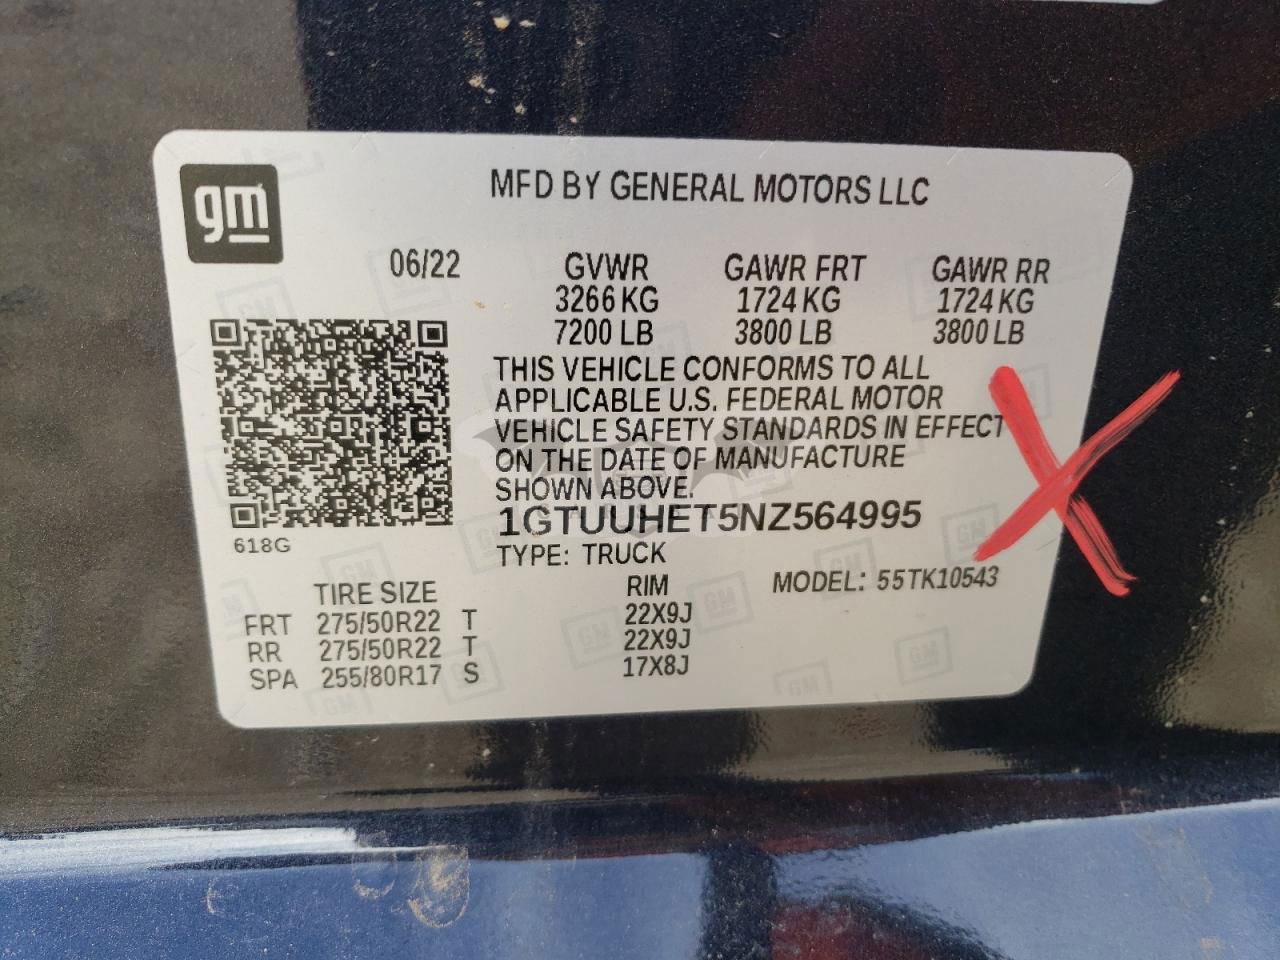 gm
MFD BY GENERAL MOTORS LLC
06/22 GVWR GAWR FRT GAWR RR
3266 KG 1724 KG 1724 KG
7200 LB 3800 LB 3800 LB
THIS VEHICLE CONFORMS TO ALL
APPLICABLE U.S. FEDERAL MOTOR
VEHICLE SAFETY STANDARDS IN EFFECT
ON THE DATE OF MANUFACTURE
SHOWN ABOVE.
1GTUUHET5NZ564995
618G
TYPE: TRUCK
TIRE SIZE RIM MODEL: 55TK10543
FRT 275/50R22 T 22X9J
RR 275/50R22 T 22X9J
SPA 255/80R17 S 17X8J